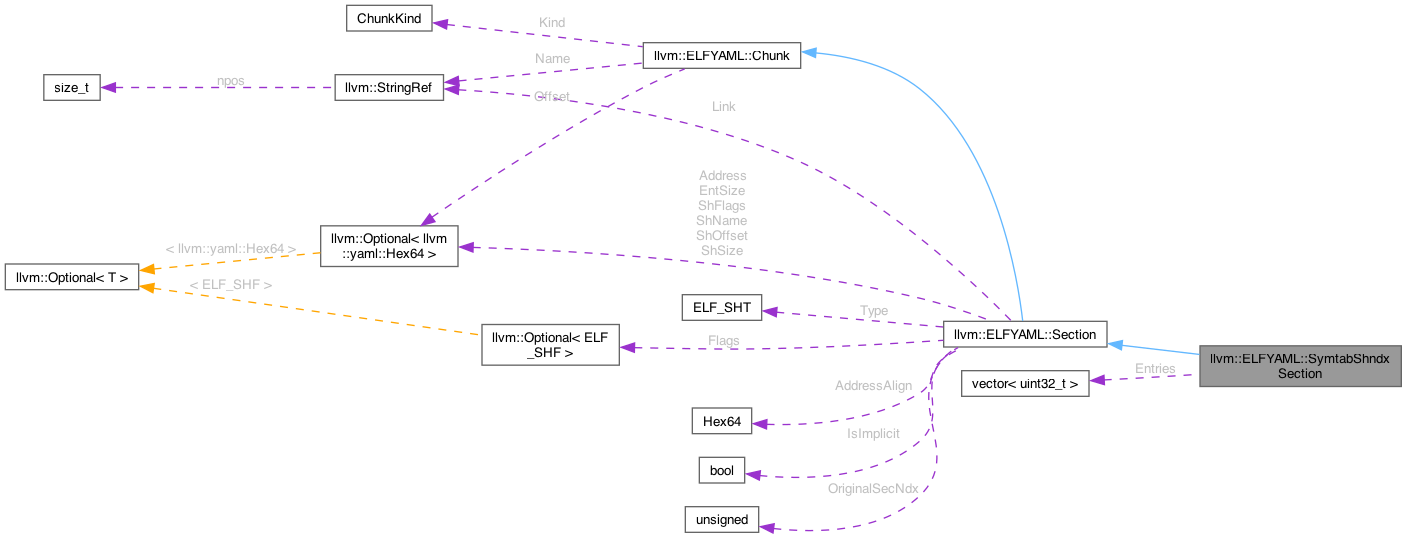 ChunkKind
Kind
llvm::ELFYAML::Chunk
Name
size_t
npos
llvm::StringRef
Offset
Link
Address
EntSize
ShFlags
ShName
ShOffset
ShSize
llvm::Optional< llvm
::yaml::Hex64 >
< llvm::yaml::Hex64 >
llvm::Optional< T >
< ELF_SHF >
ELF_SHT
Type
llvm::ELFYAML::Section
llvm::Optional< ELF
_SHF >
Flags
llvm::ELFYAML::SymtabShndx
Section
Entries
vector< uint32_t >
AddressAlign
Hex64
IsImplicit
bool
OriginalSecNdx
unsigned